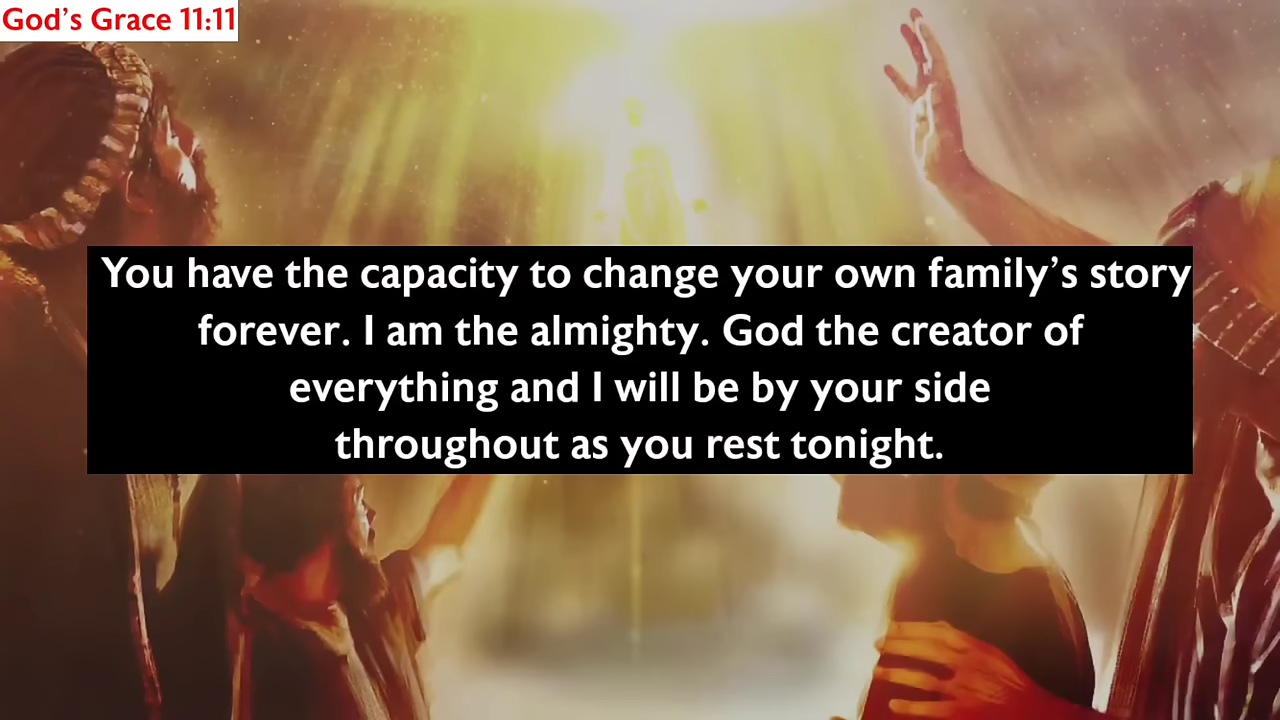 God's Grace 11:11
You have the capacity to change your own family's story
forever. I am the almighty. God the creator of
everything and I will be by your side
throughout as you rest tonight.